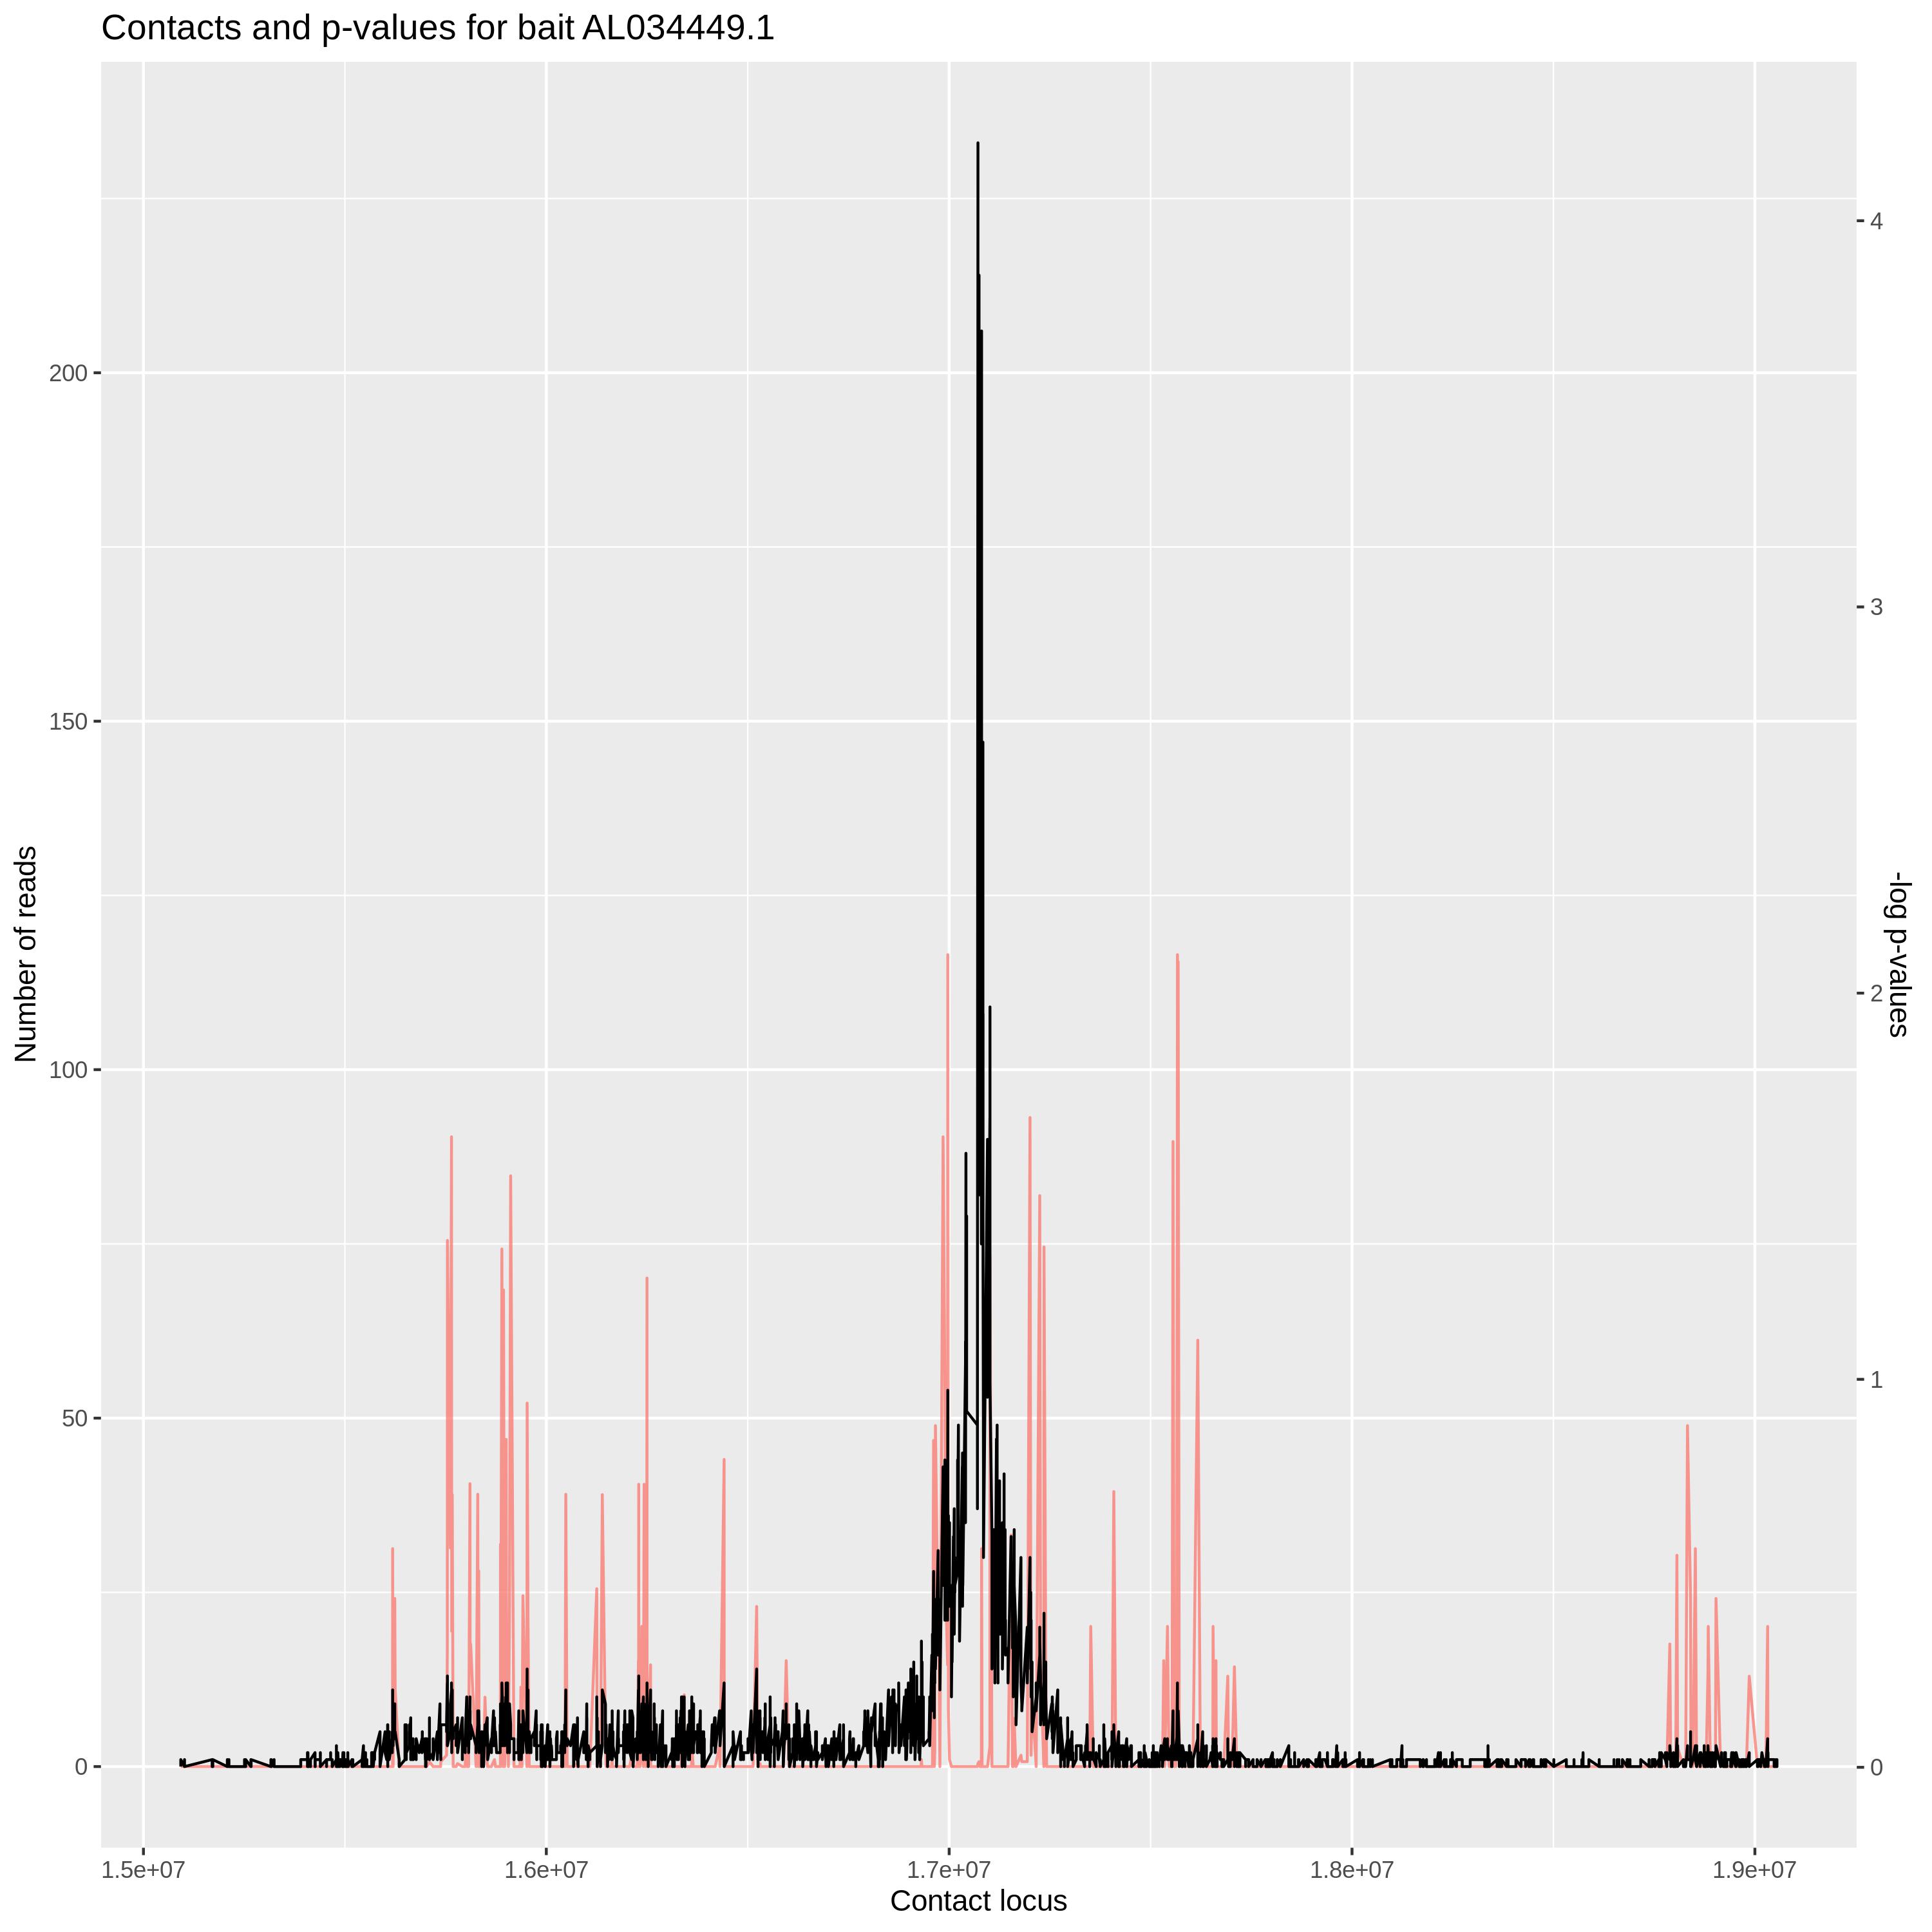 Contacts and p-values for bait AL034449.1
200
150
100
50
0
4
3
2
1
0
Number of reads
-log p-values
1.5e+07
1.6e+07
1.7e+07
1.8e+07
1.9e+07
Contact locus